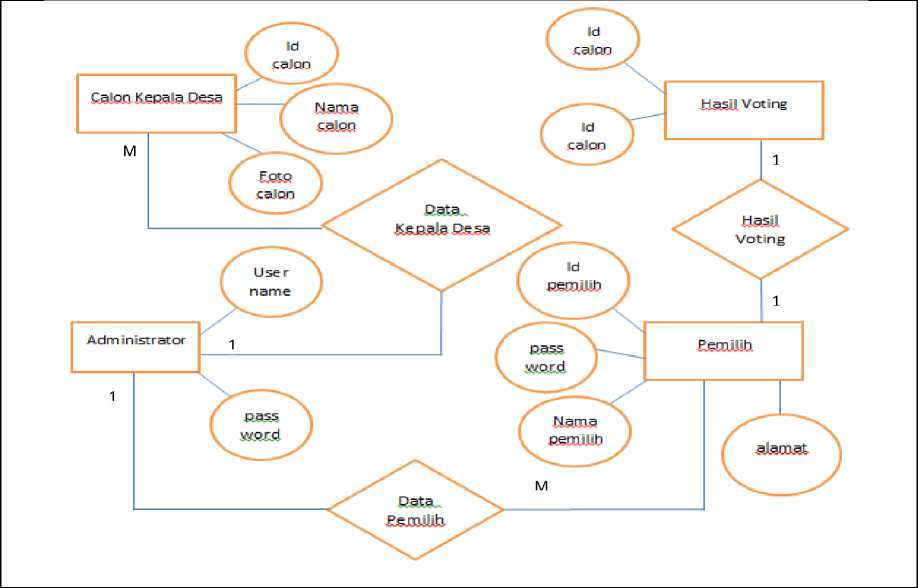 Id
calon
Calon Kepala Desa
Nama
calon
M
Foto
calon
Id
calon
Hasil Voting
Id
calon
1
Data
Kepala Desa
Hasil
Voting
1
User
name
Administrator
1
1
pass
word
Id
pemilih
Pemilih
pass
word
Nama
pemilih
alamat
M
Data
Pemilih